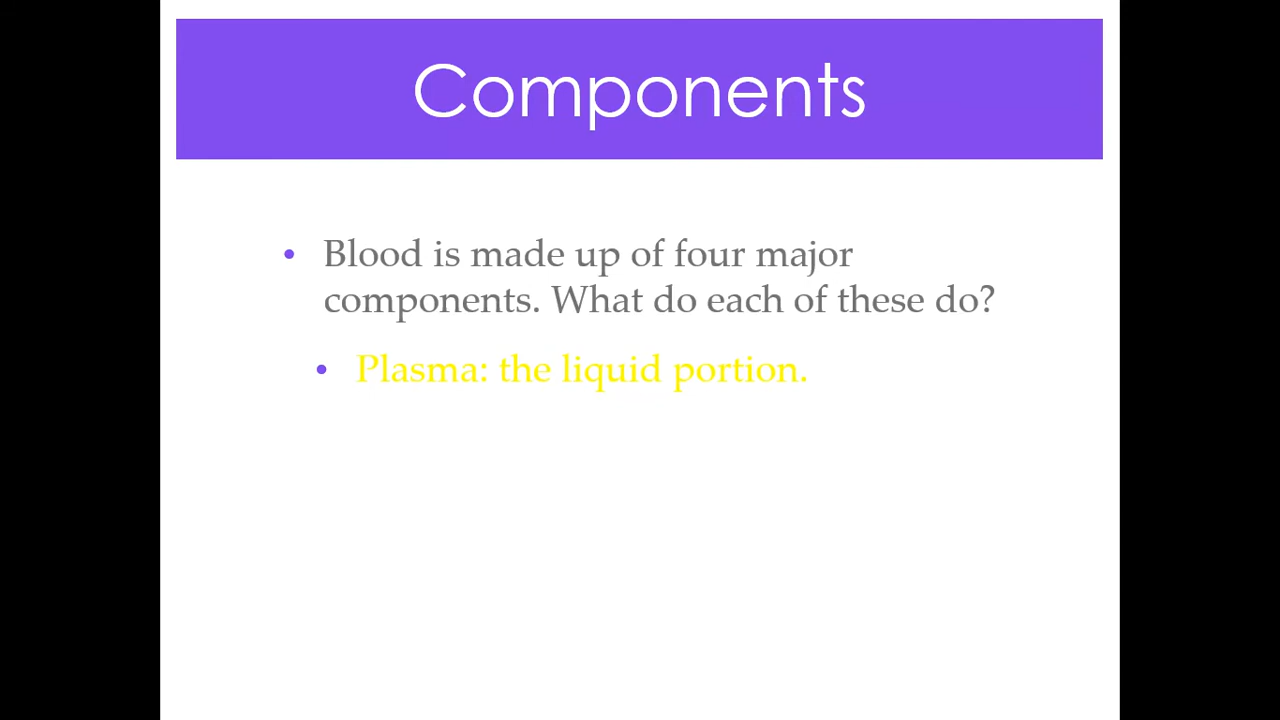 Components
• Blood is made up of four major
components. What do each of these do?
• Plasma: the liquid portion.